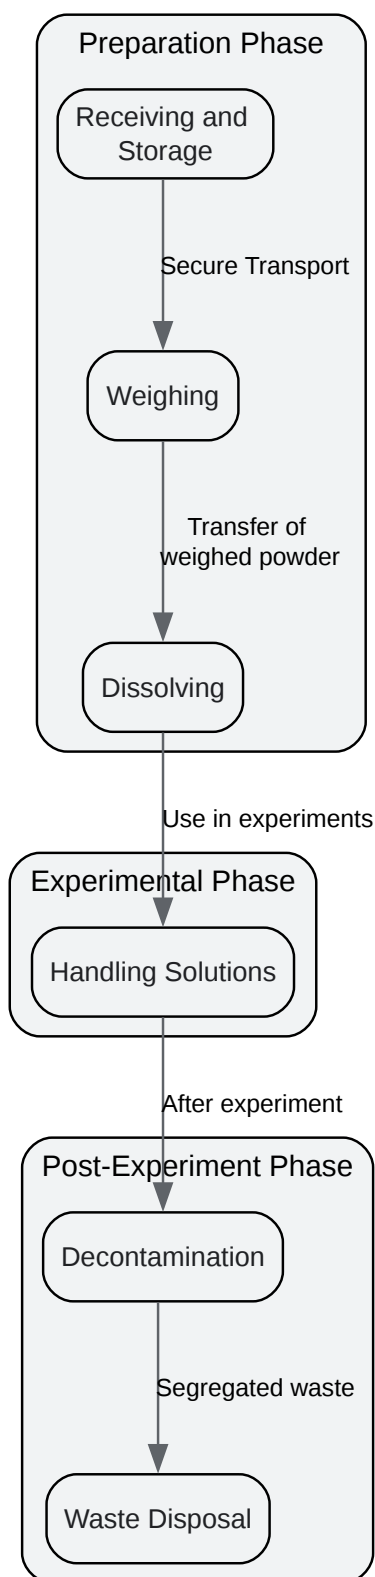 Preparation Phase
Receiving and
Storage
Secure Transport
Weighing
Transfer of
weighed powder
Dissolving
Use in experiments
Experimental Phase
Handling Solutions
After experiment
Post-Experiment Phase
Decontamination
Segregated waste
Waste Disposal